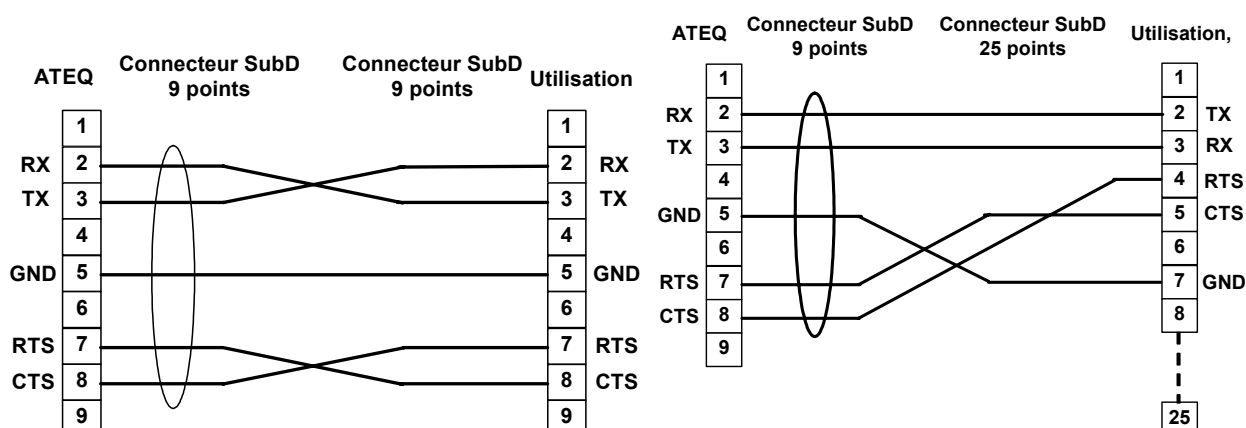 ATEQ
Connecteur SubD
9 points
Connecteur SubD
9 points
Utilisation
1 1
RX 2 2 RX
TX 3 3 TX
4 4
GND 5 5 GND
6 6
RTS 7 7 RTS
CTS 8 8 CTS
9 9
ATEQ
Connecteur SubD
9 points
Connecteur SubD
25 points
Utilisation,
1 1
RX 2 2 TX
TX 3 3 RX
4 4 RTS
GND 5 5 CTS
6 6
RTS 7 7 GND
CTS 8 8
9
25